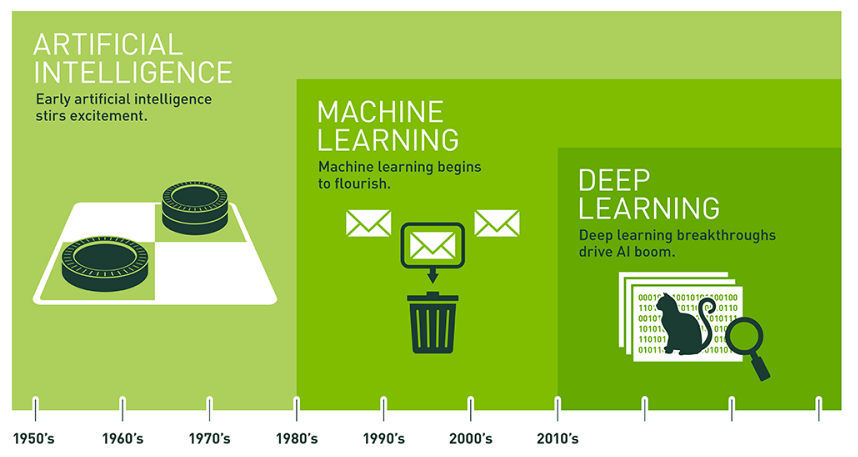 ARTIFICIAL
INTELLIGENCE
Early artificial intelligence
stirs excitement.
MACHINE
LEARNING
Machine learning begins
to flourish.
DEEP
LEARNING
Deep learning breakthroughs
drive AI boom.
1950's
1960's
1970's
1980's
1990's
2000's
2010's